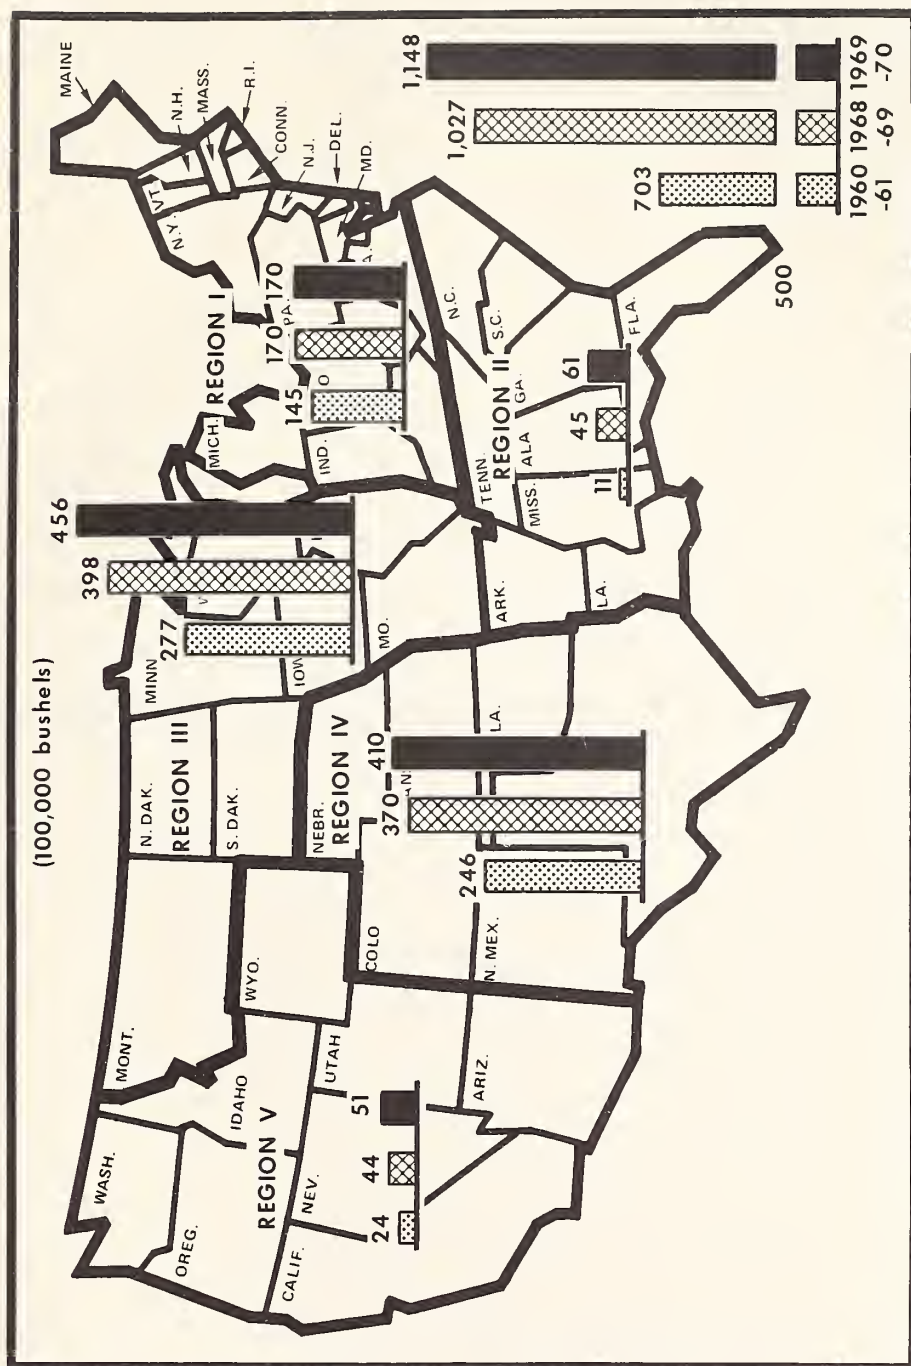 (100,000 bushels)
WASH.
MONT.
N. DAK.
MINN
456
398
277
MAINE
VT.
N.H.
MASS.
R.I.
CONN.
N.Y.
N.J.
DEL.
MD.
OREG.
IDAHO
REGION V
WYO.
REGION III
S. DAK.
IOW
MICH.
REGION I
170
170
145
PA.
O
IND.
A.
CALIF.
NEV.
UTAH
COLO
NEBR.
REGION IV
MO.
24
44
51
ARIZ.
N. MEX.
246
370
410
AN
LA.
ARK.
LA.
TENN.
N.C.
S.C.
REGION II
MISS.
ALA
GA.
FLA.
11
45
61
500
703
1,027
1,148
1960 1968 1969
-61 -69 -70